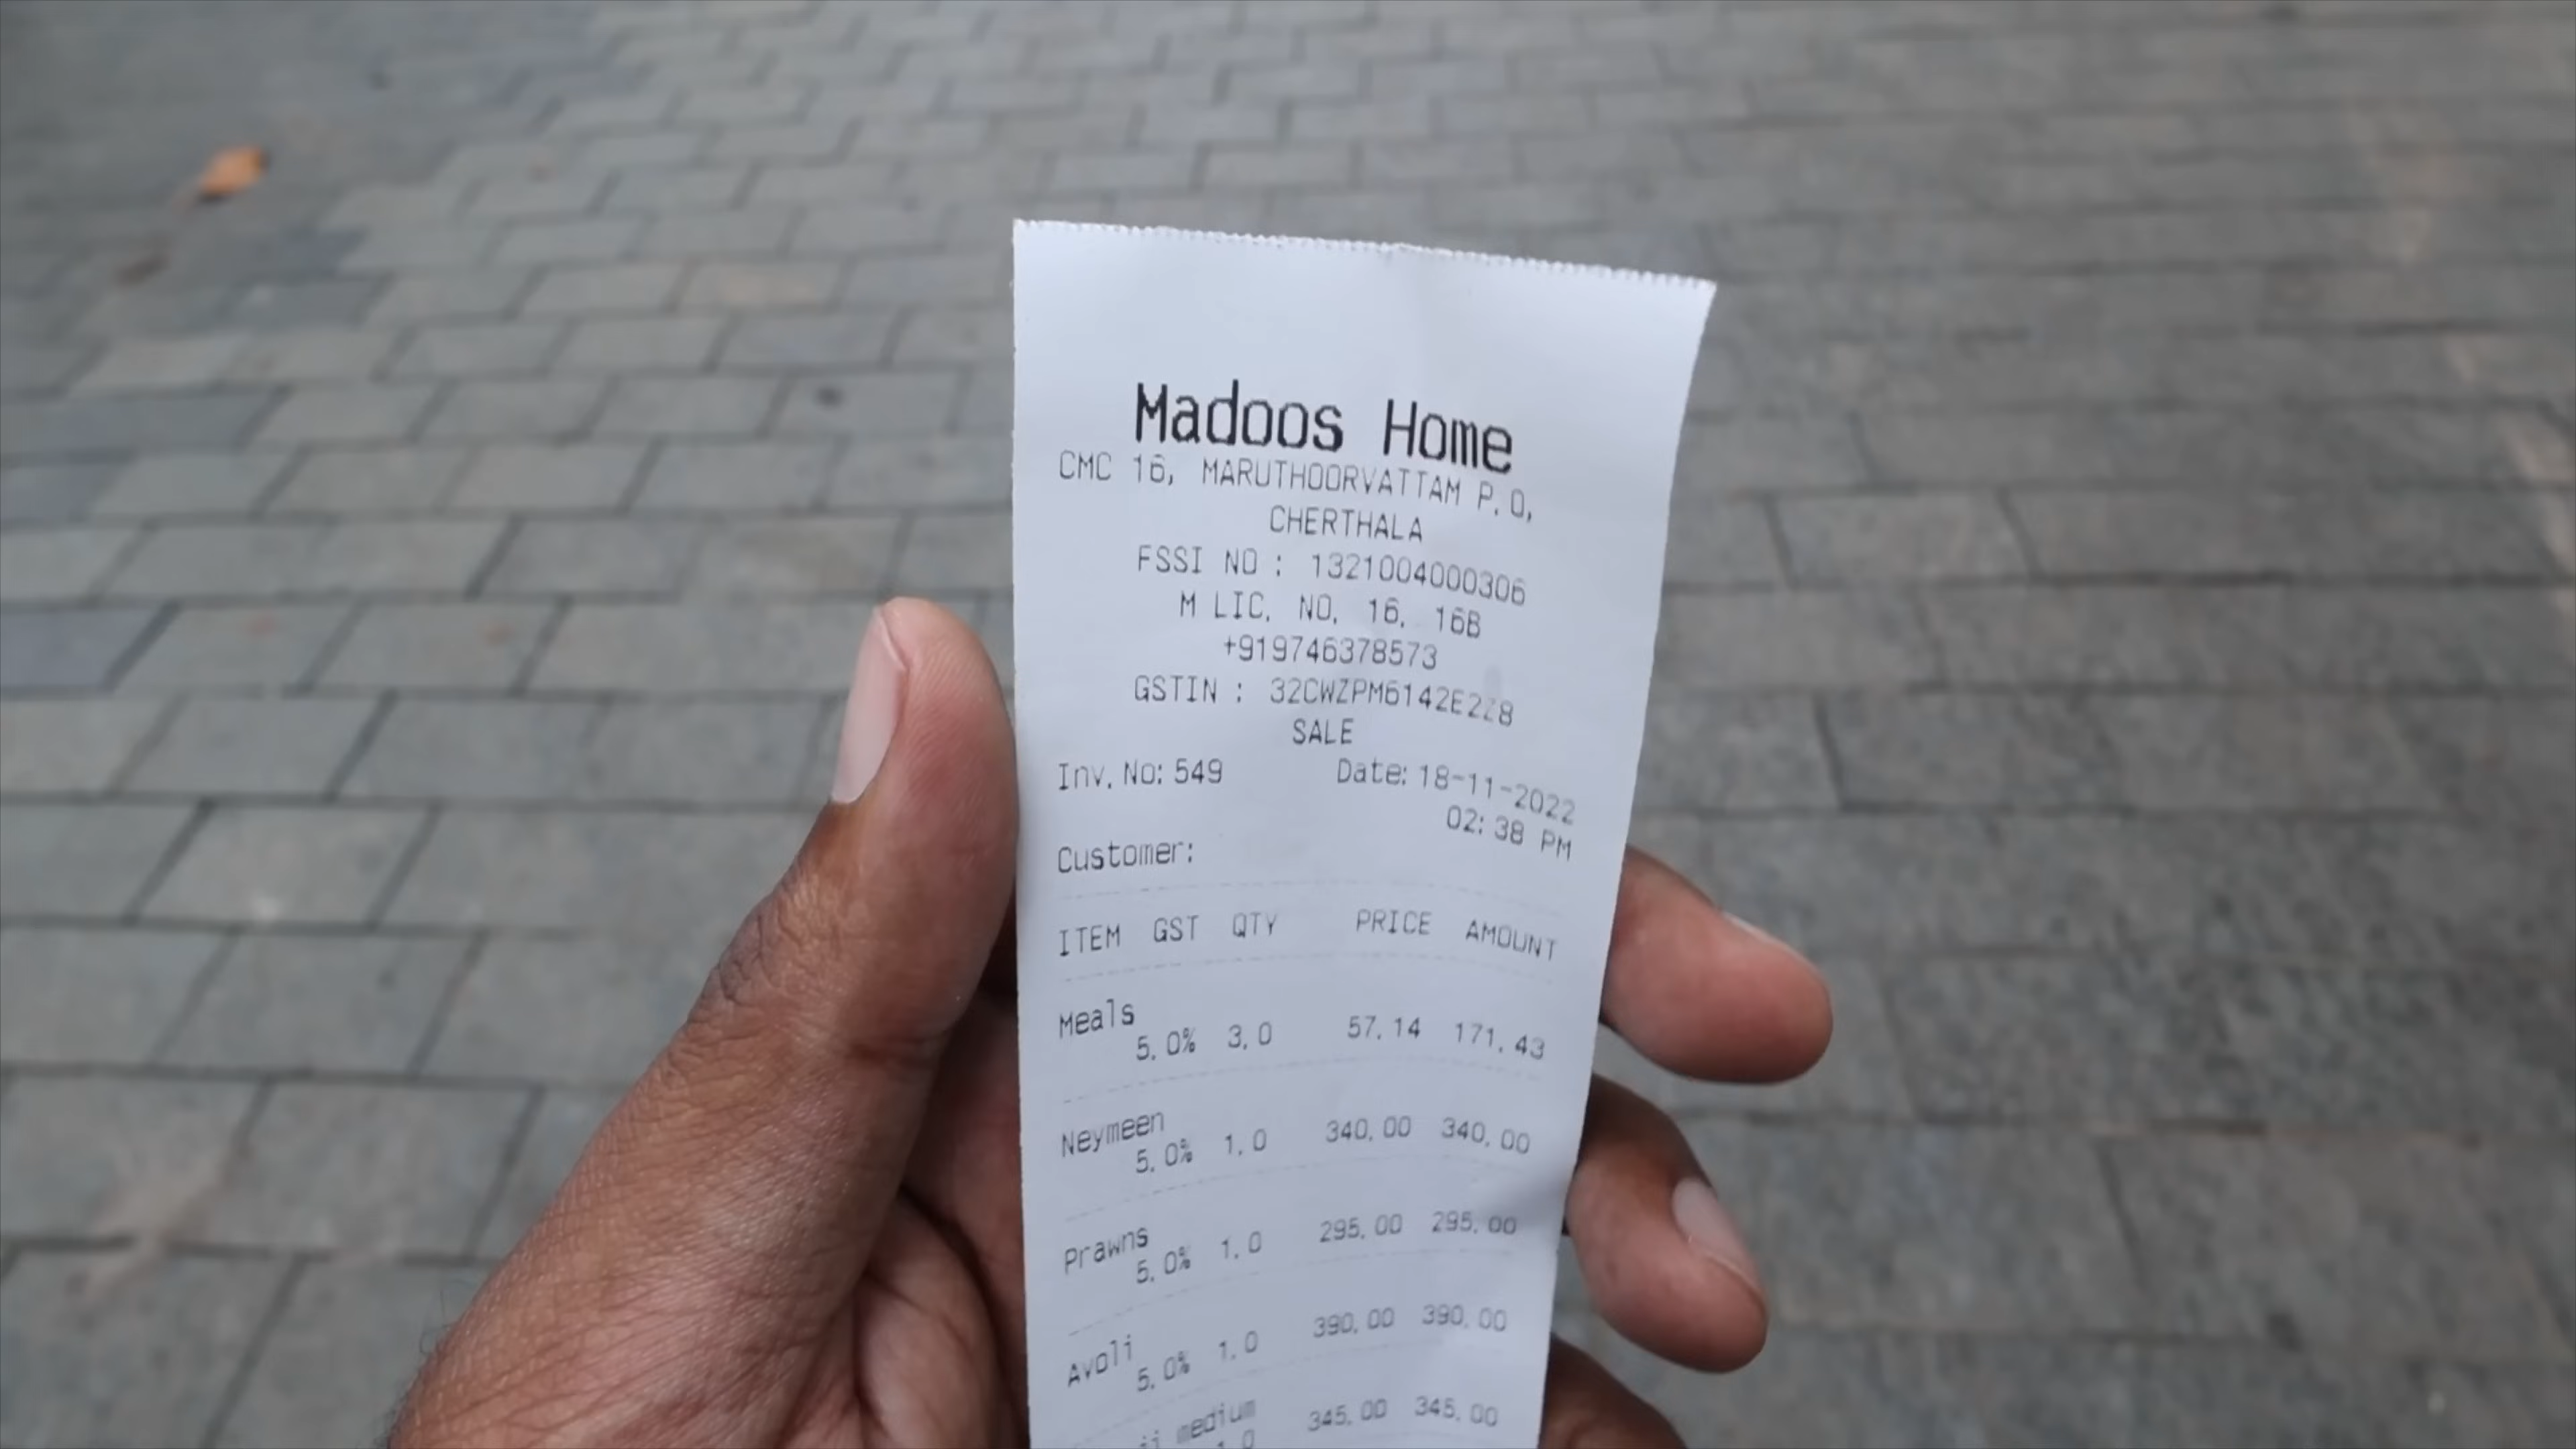 Madoos Home
CMC 16, MARUTHOORVATTAM P.O,
CHERTHALA
FSSI NO : 1321004000306
M LIC. NO. 16, 16B
+919746378573
GSTIN : 32CWZPM6142E2Z8
SALE
Inv.No: 549 Date: 18-11-2022
02:38 PM
Customer:
ITEM GST QTY PRICE AMOUNT
Meals
5.0% 3.0 57.14 171.43
Neymeen
5.0% 1.0 340.00 340.00
Prawns
5.0% 1.0 295.00 295.00
Avoli
5.0% 1.0 390.00 390.00
medium
1.0 345.00 345.00